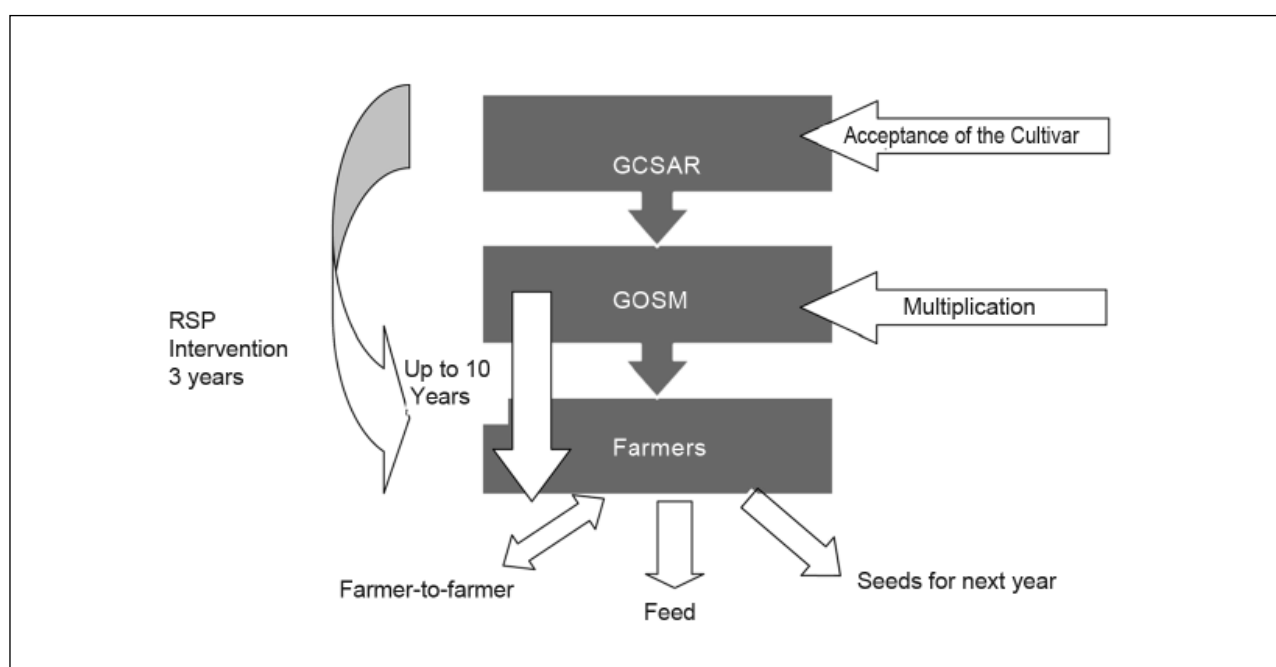 Acceptance of the Cultivar
GCSAR
GOSM
Multiplication
RSP
Intervention
3 years
Up to 10
Years
Farmers
Farmer-to-farmer
Feed
Seeds for next year